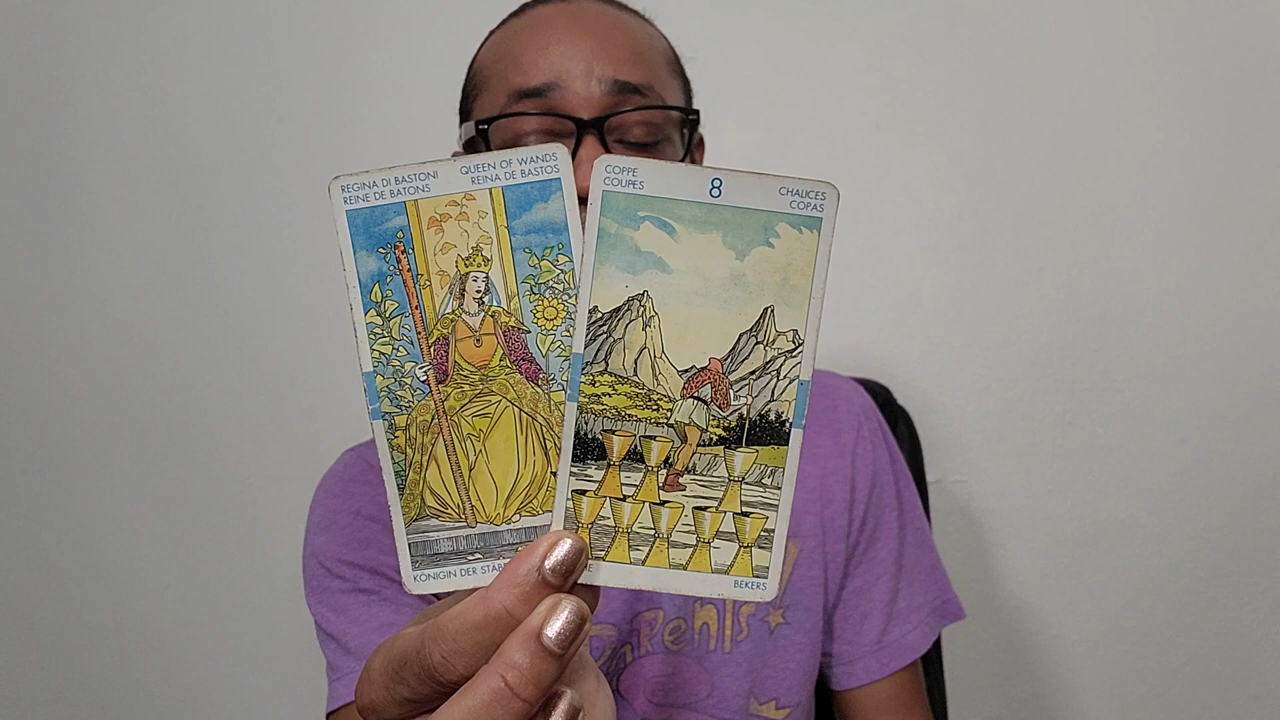 REGINA DI BASTONI
REINE DE BATONS
QUEEN OF WANDS
REINA DE BASTOS
KÖNIGIN DER STÄB
COPPE
COUPES
8
CHALICES
COPAS
BEKERS
PaRents